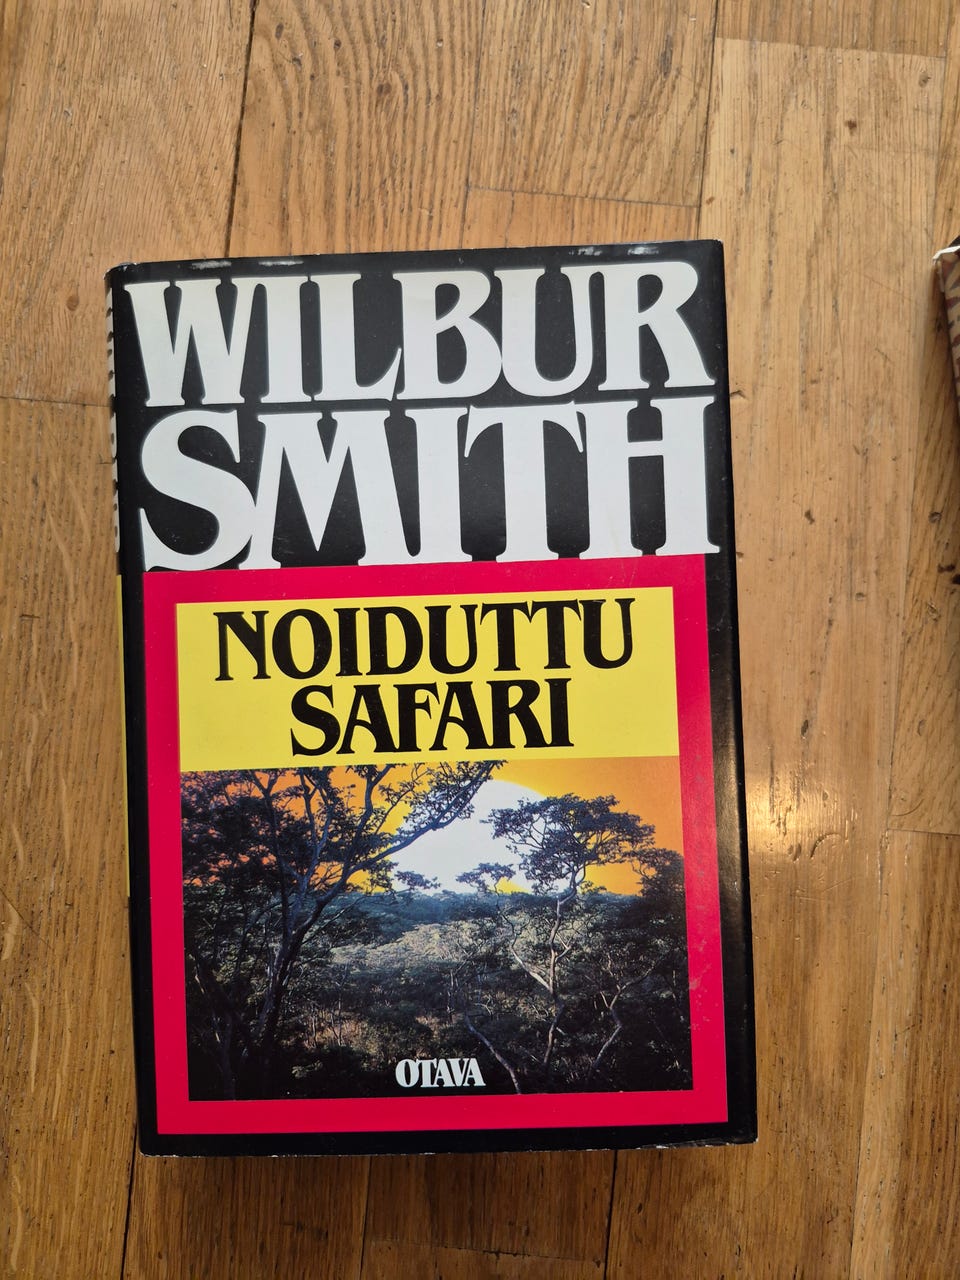 WILBUR
SMITH
NOIDUTTU
SAFARI
OTAVA